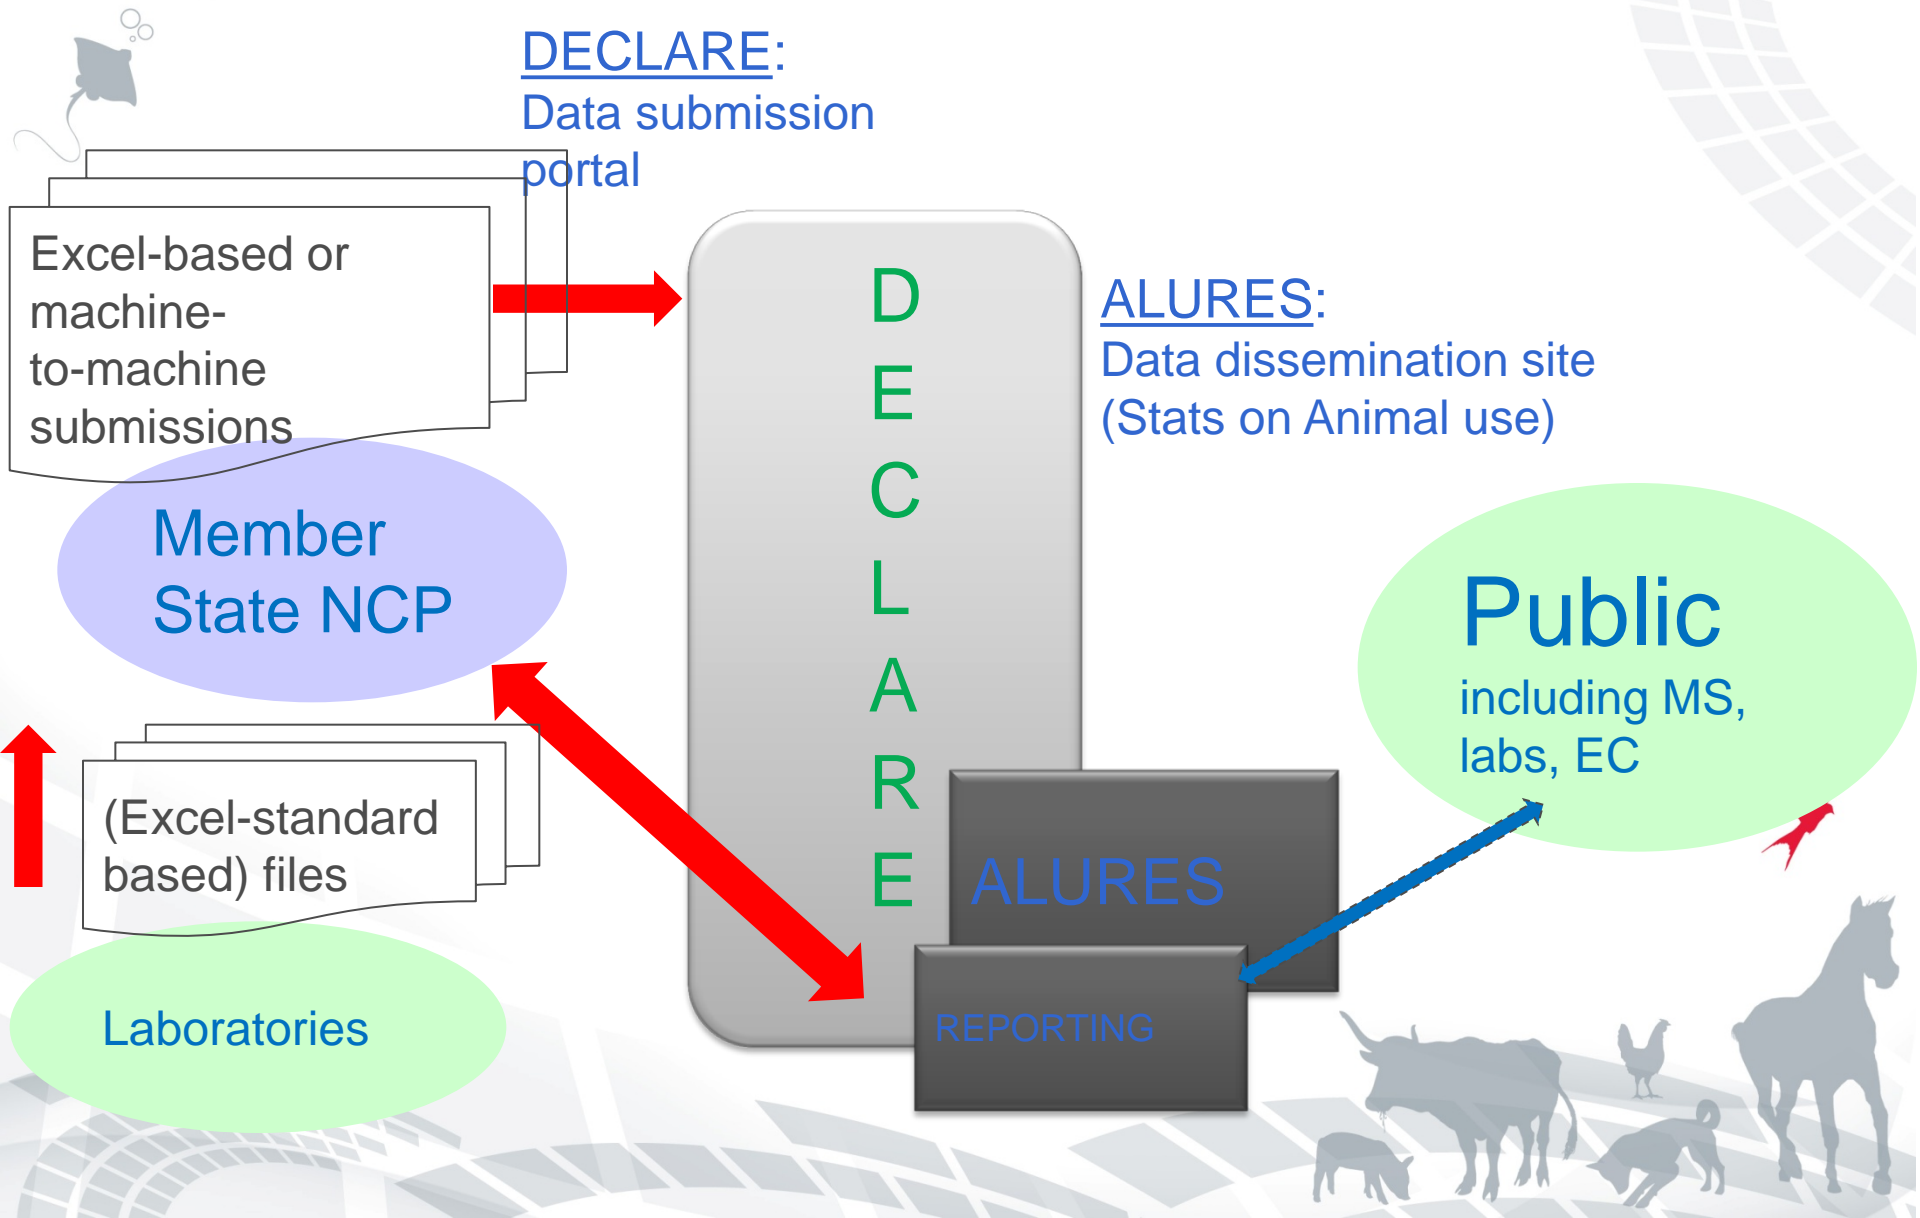 DECLARE:
Data submission
portal
Excel-based or
machine-
to-machine
submissions
D
E
C
L
A
R
E
ALURES:
Data dissemination site
(Stats on Animal use)
Member
State NCP
Public
including MS,
labs, EC
(Excel-standard
based) files
ALURES
REPORTING
Laboratories